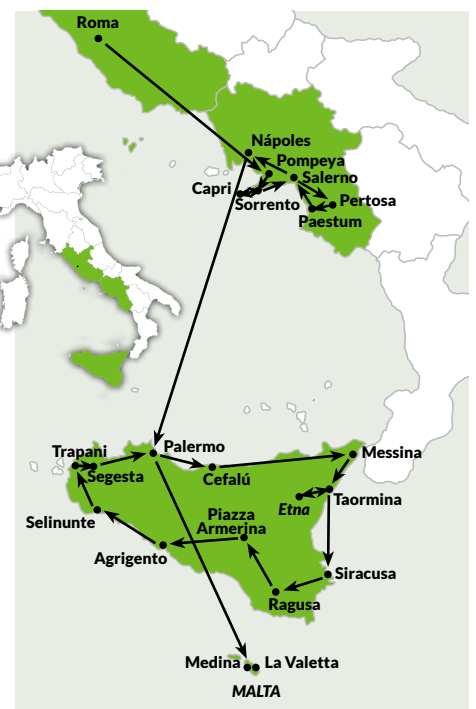 Roma
Nápoles
Pompeya
Salerno
Capri
Sorrento
Pertosa
Paestum
Trapani
Palermo
Messina
Segesta
Cefalú
Etna
Taormina
Selinunte
Piazza
Armerina
Agrigento
Siracusa
Ragusa
Medina
La Valetta
MALTA